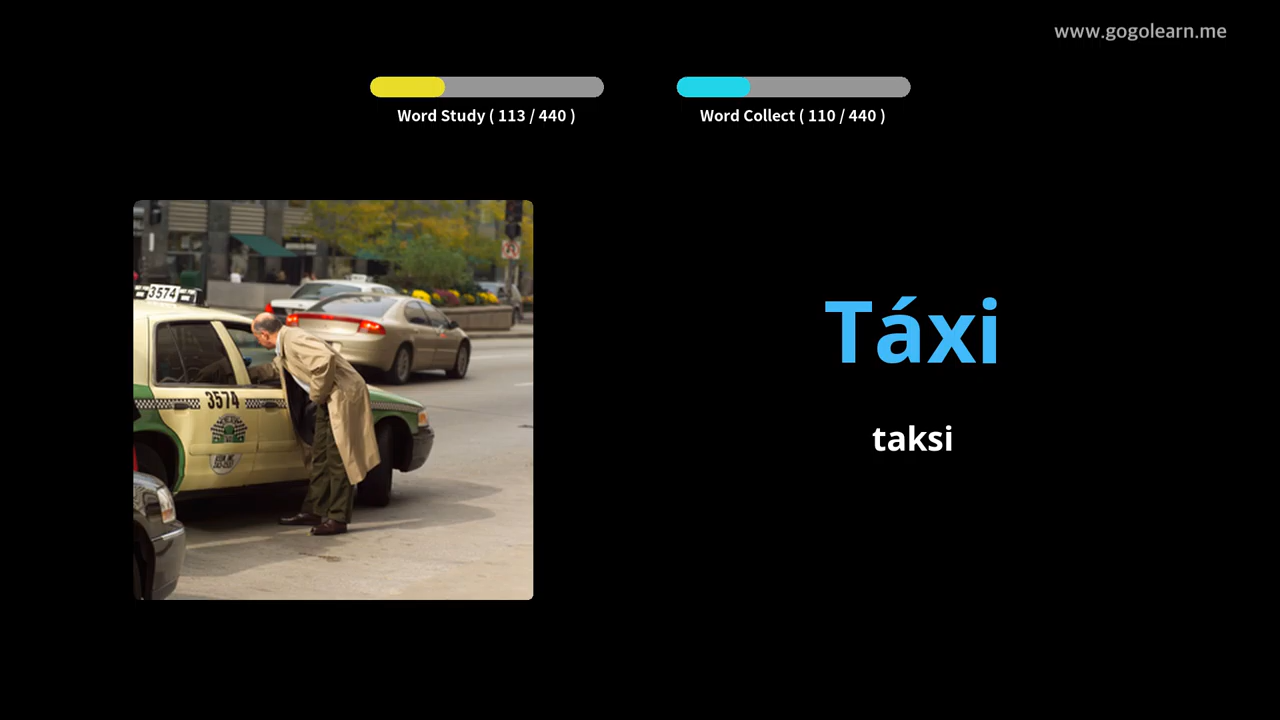 www.gogolearn.me
Word Study ( 113 / 440 )
Word Collect ( 110 / 440 )
3574
3574
Táxi
taksi